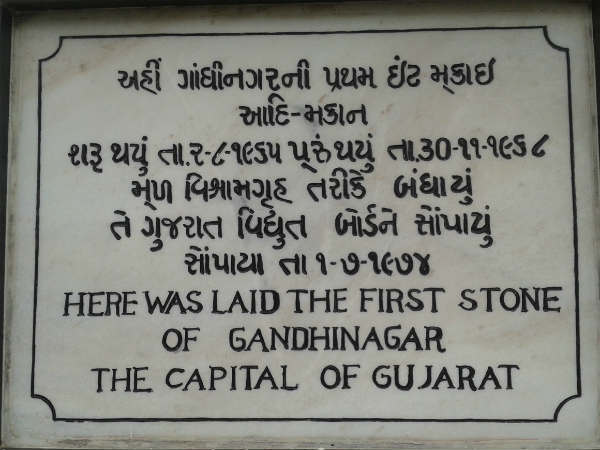 અહીં ગાંધીનગરની પ્રથમ ઇંટ મૂકાઇ
આદિ-મકાન
શરૂ થયું તા.૨-૮-૧૯૬૫ પૂરું થયું તા.૩૦-૧૧-૧૯૬૮
મૂળ વિશ્રામગૃહ તરીકે બંધાયું
તે ગુજરાત વિદ્યુત બોર્ડને સોંપાયું
સોંપાયા તા ૧-૭-૧૯૭૪
HERE WAS LAID THE FIRST STONE
OF GANDHINAGAR
THE CAPITAL OF GUJARAT